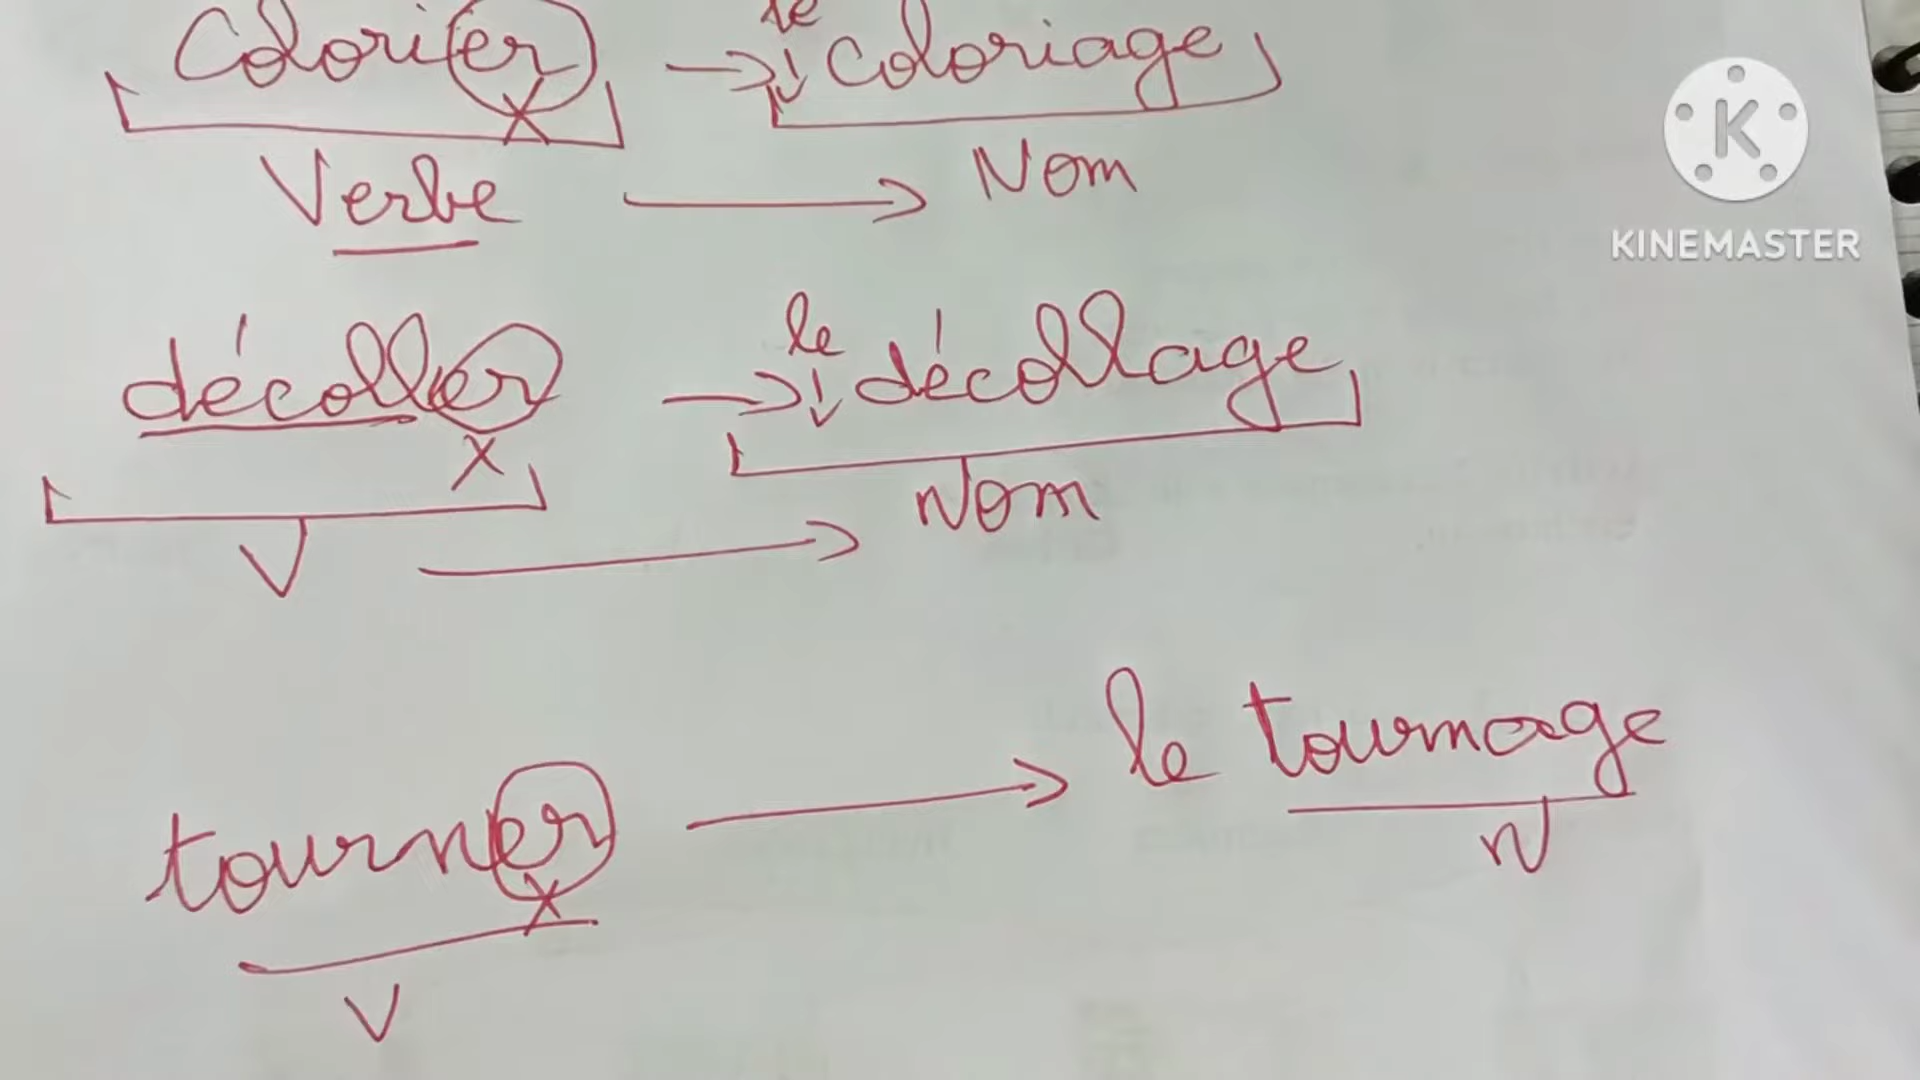 le
Colorier → coloriage
X
Verbe → Nom
KINEMASTER
le
décoller → décollage
X
V → Nom
tourner → le tournage
X
N
V